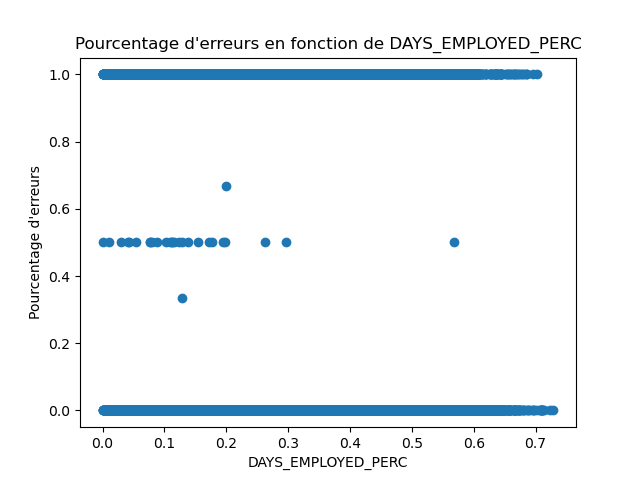 Pourcentage d'erreurs en fonction de DAYS_EMPLOYED_PERC
1.0
0.8
0.6
0.4
0.2
0.0
Pourcentage d'erreurs
0.0 0.1 0.2 0.3 0.4 0.5 0.6 0.7
DAYS_EMPLOYED_PERC